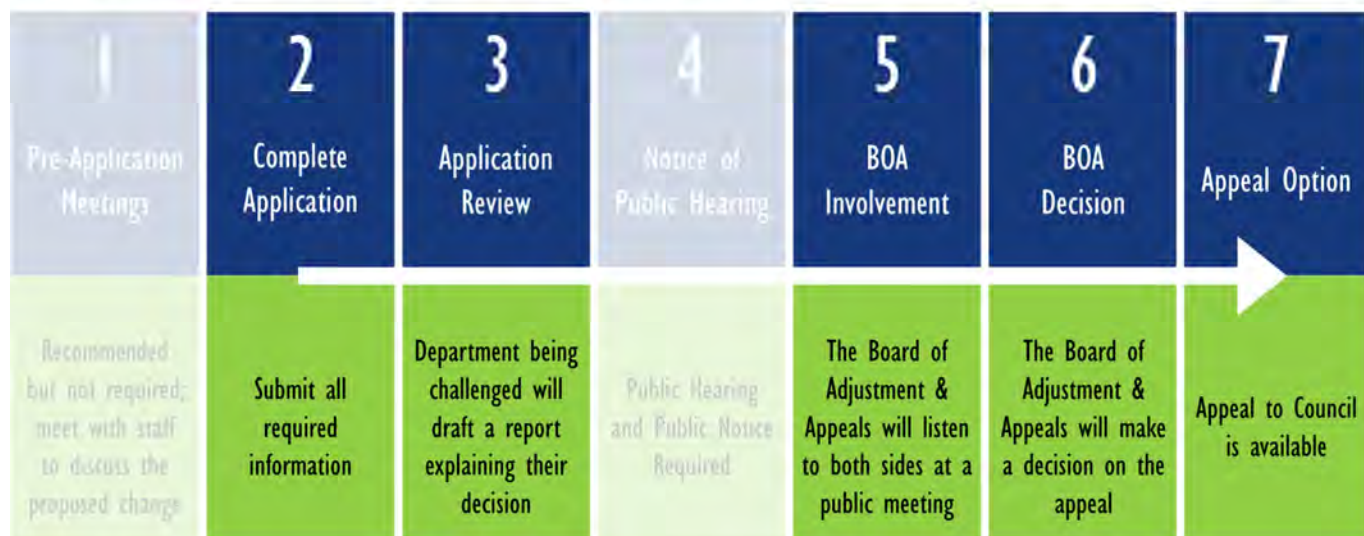 1
Pre-Application
Meetings
Recommended
but not required;
meet with staff
to discuss the
proposed change
2
Complete
Application
Submit all
required
information
3
Application
Review
Department being
challenged will
draft a report
explaining their
decision
4
Notice of
Public Hearing
Public Hearing
and Public Notice
Required
5
BOA
Involvement
The Board of
Adjustment &
Appeals will listen
to both sides at a
public meeting
6
BOA
Decision
The Board of
Adjustment &
Appeals will make
a decision on the
appeal
7
Appeal Option
Appeal to Council
is available